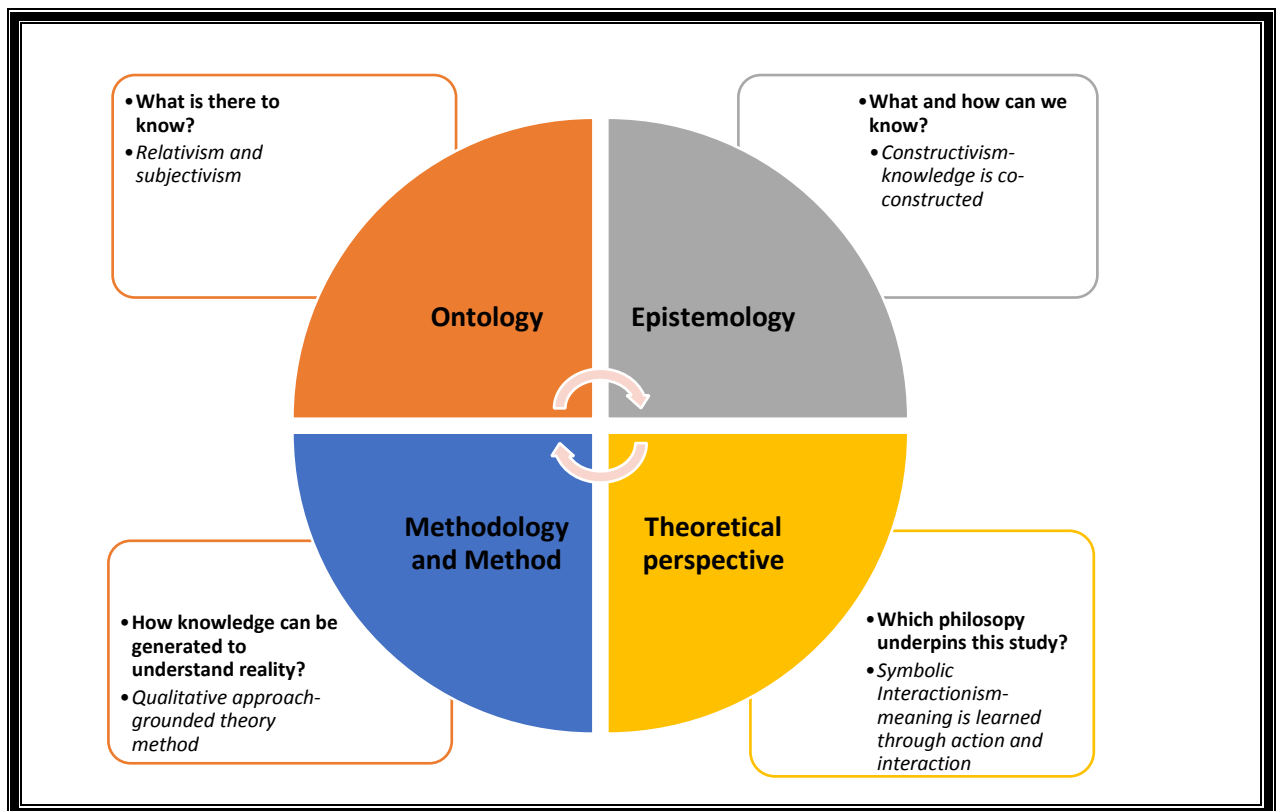 •What is there to
know?
•Relativism and
subjectivism
•What and how can we
know?
•Constructivism-
knowledge is co-
constructed
Ontology
Epistemology
Methodology
and Method
Theoretical
perspective
•How knowledge can be
generated to
understand reality?
•Qualitative approach-
grounded theory
method
•Which philosopy
underpins this study?
•Symbolic
Interactionism-
meaning is learned
through action and
interaction